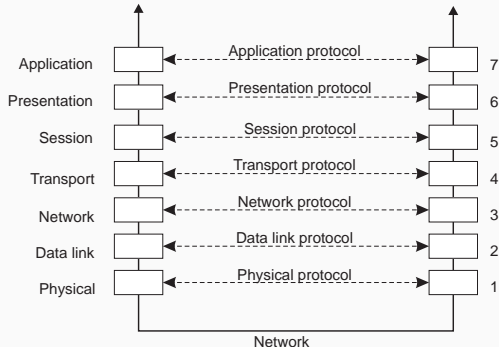 Application Application protocol 7
Presentation Presentation protocol 6
Session Session protocol 5
Transport Transport protocol 4
Network Network protocol 3
Data link Data link protocol 2
Physical Physical protocol 1
Network